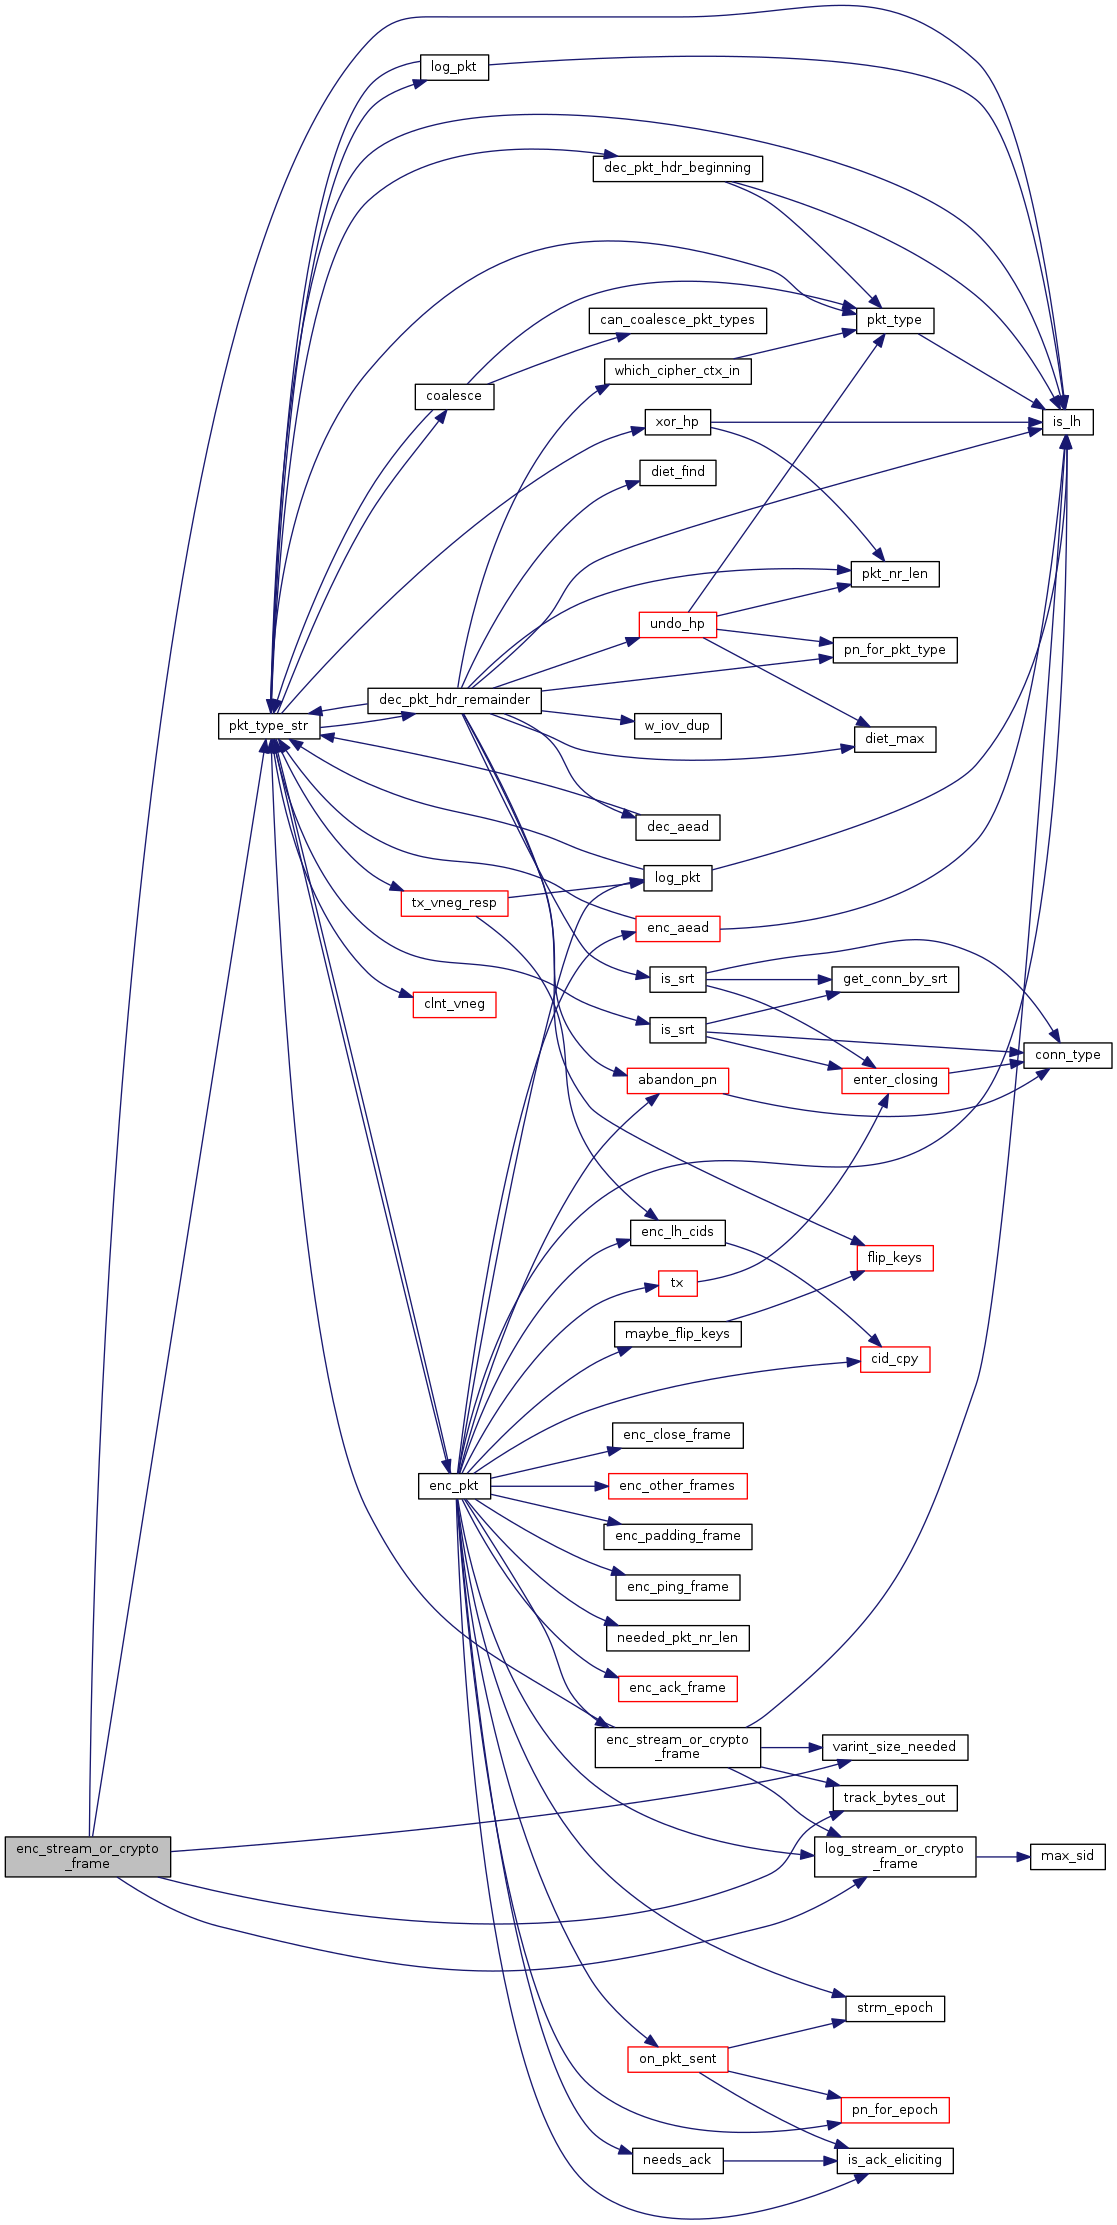 log_pkt
dec_pkt_hdr_beginning
can_coalesce_pkt_types
pkt_type
which_cipher_ctx_in
coalesce
xor_hp
is_lh
diet_find
pkt_nr_len
undo_hp
pn_for_pkt_type
dec_pkt_hdr_remainder
pkt_type_str
w_iov_dup
diet_max
dec_aead
log_pkt
tx_vneg_resp
enc_aead
is_srt
get_conn_by_srt
clnt_vneg
is_srt
conn_type
abandon_pn
enter_closing
enc_lh_cids
flip_keys
tx
maybe_flip_keys
cid_cpy
enc_close_frame
enc_pkt
enc_other_frames
enc_padding_frame
enc_ping_frame
needed_pkt_nr_len
enc_ack_frame
enc_stream_or_crypto
_frame
varint_size_needed
track_bytes_out
enc_stream_or_crypto
_frame
log_stream_or_crypto
_frame
max_sid
strm_epoch
on_pkt_sent
pn_for_epoch
needs_ack
is_ack_eliciting